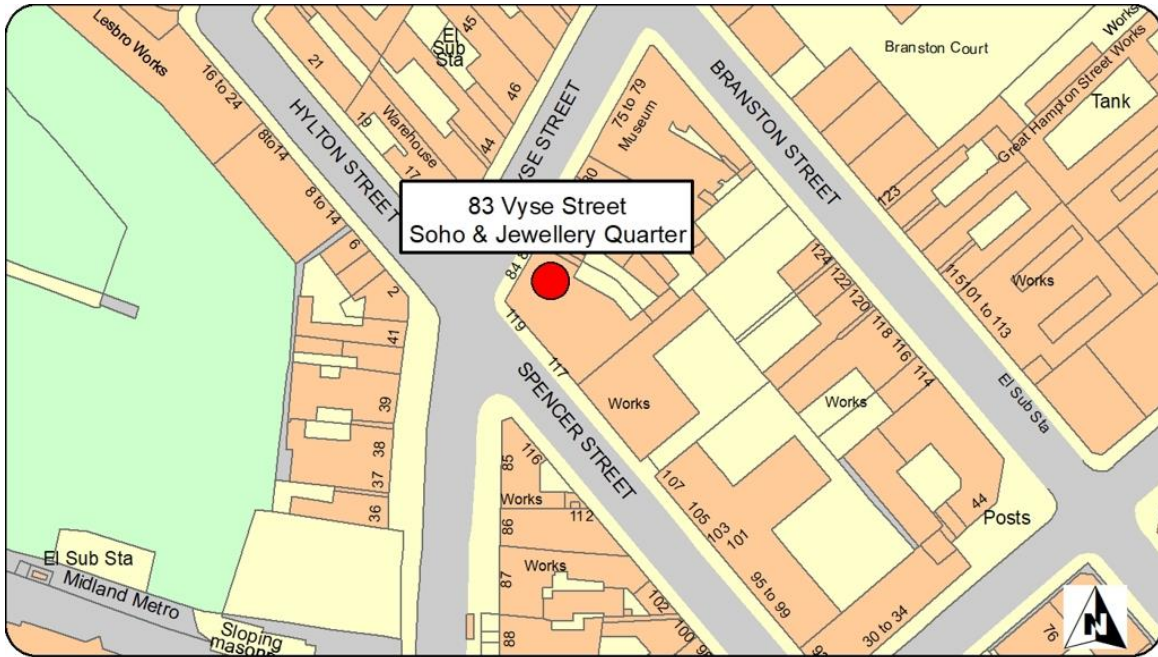 Lesbro Works
16 to 24
8to14
8 to 14
6
2
41
39
38
37
36
HYLTON STREET
21
19
Warehouse
17
El
Sub
Sta
45
46
44
VYSE STREET
75 to 79
Museum
80
83 Vyse Street
Soho & Jewellery Quarter
84
119
117
SPENCER STREET
Works
BRANSTON STREET
Branston Court
Works
Great Hampton Street Works
Tank
123
115
101 to 113
Works
El Sub Sta
124
122
120
118
116
114
Works
44
Posts
107
105
103
101
95 to 99
30 to 34
76
85
116
Works
112
86
Works
87
88
102
100
El Sub Sta
Midland Metro
Sloping
N